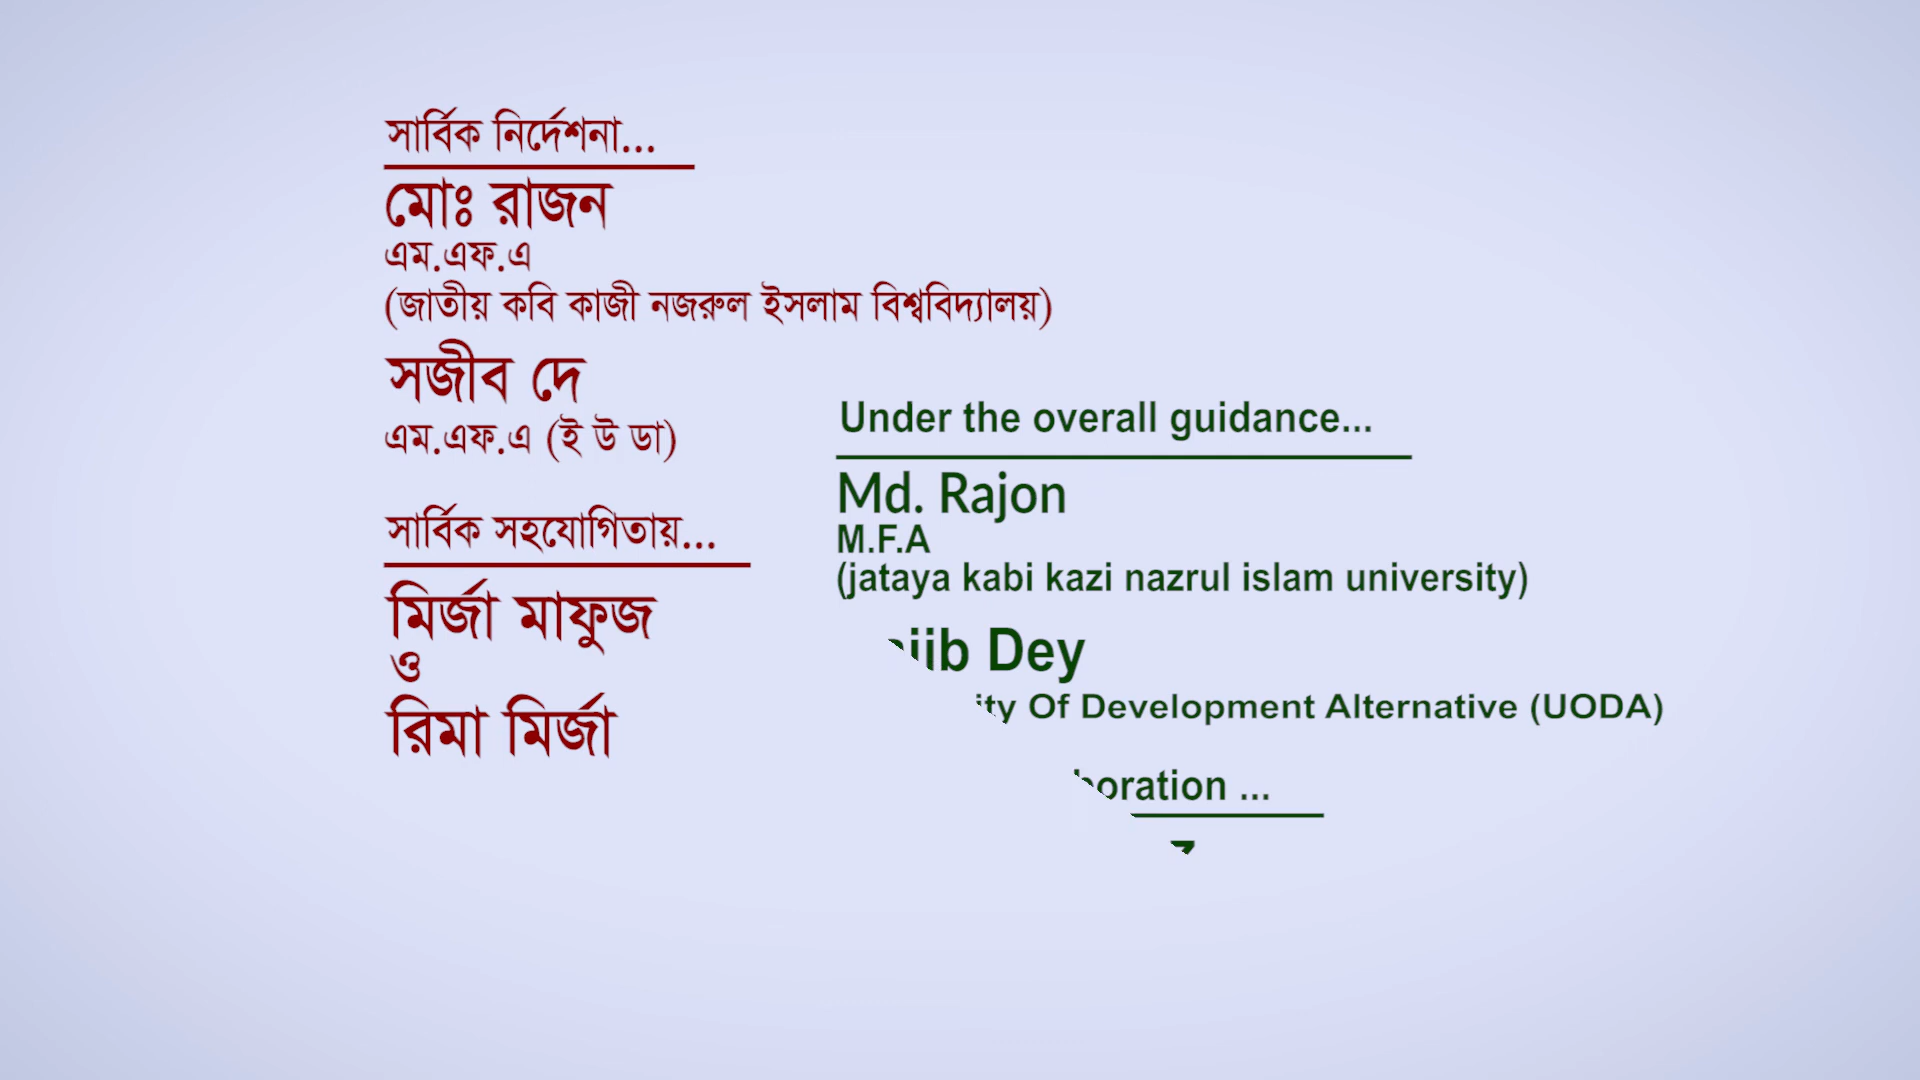 সার্বিক নির্দেশনা...
মোঃ রাজন
এম.এফ.এ
(জাতীয় কবি কাজী নজরুল ইসলাম বিশ্ববিদ্যালয়)
সজীব দে
এম.এফ.এ (ই উ ডা)
সার্বিক সহযোগিতায়...
মির্জা মাফুজ
ও
রিমা মির্জা
Under the overall guidance...
Md. Rajon
M.F.A
(jataya kabi kazi nazrul islam university)
Dey
Of Development Alternative (UODA)
...